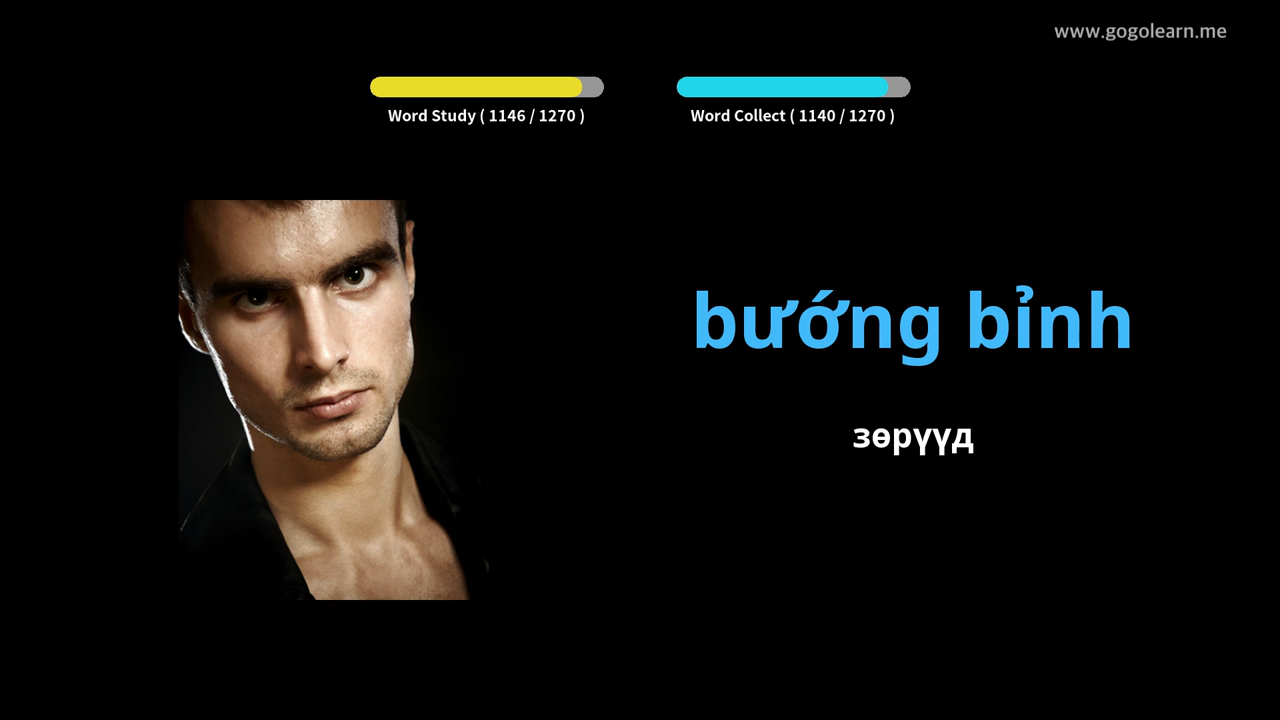 www.gogolearn.me
Word Study ( 1146 / 1270 )
Word Collect ( 1140 / 1270 )
bướng bỉnh
зөрүүд